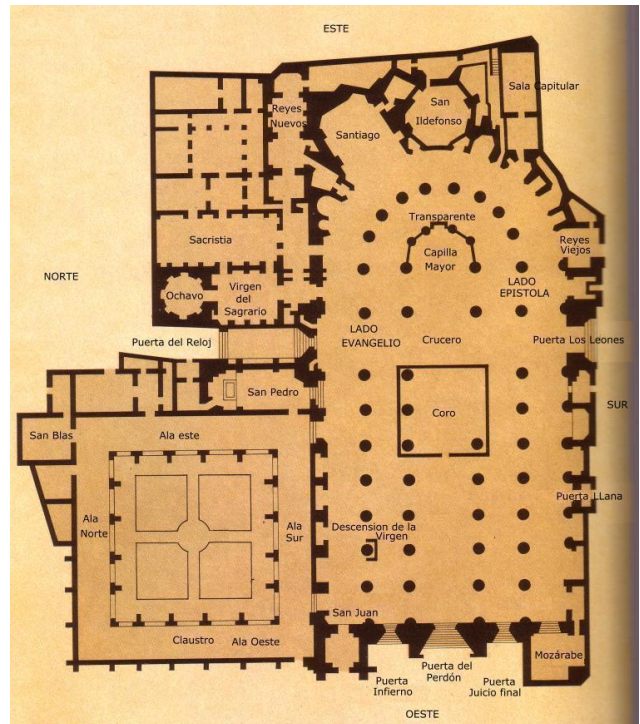 ESTE
Sala Capitular
San
Ildefonso
Reyes
Nuevos
Santiago
Transparente
Sacristia
Capilla
Mayor
Reyes
Viejos
NORTE
Ochavo
Virgen
del
Sagrario
LADO
EPISTOLA
LADO
EVANGELIO
Puerta del Reloj
Crucero
Puerta Los Leones
San Pedro
SUR
Coro
San Blas
Ala este
Puerta LLana
Ala
Norte
Ala
Sur
Descension de la
Virgen
San Juan
Claustro
Ala Oeste
Mozárabe
Puerta
Infierno
Puerta del
Perdón
Puerta
Juicio final
OESTE